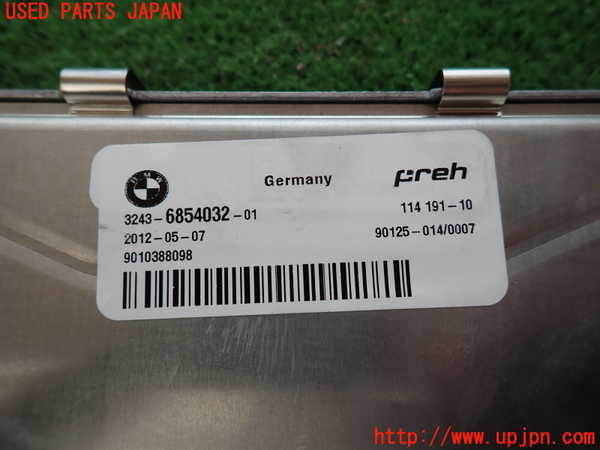 USED PARTS JAPAN
BMW
Germany
preh
3243-6854032-01
114 191-10
2012-05-07
90125-014/0007
9010388098
http://www.upjpn.com/